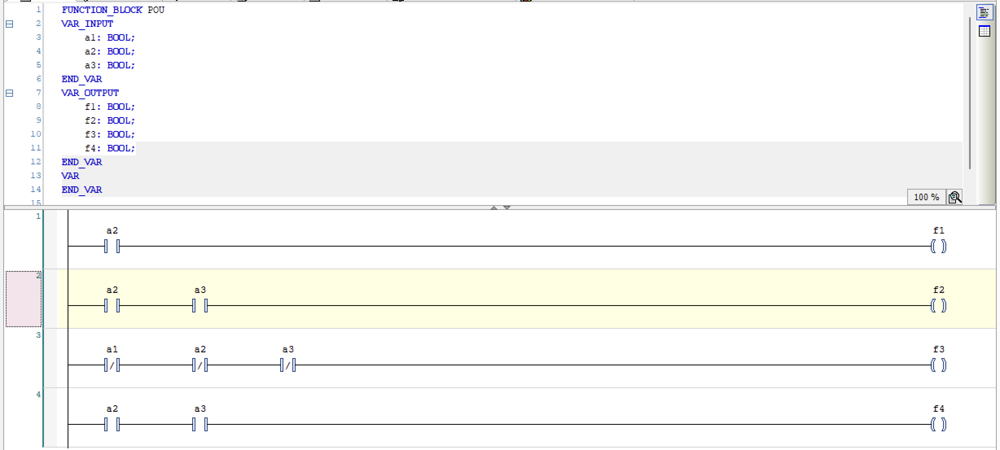 1 FUNCTION_BLOCK POU
2 VAR_INPUT
3 a1: BOOL;
4 a2: BOOL;
5 a3: BOOL;
6 END_VAR
7 VAR_OUTPUT
8 f1: BOOL;
9 f2: BOOL;
10 f3: BOOL;
11 f4: BOOL;
12 END_VAR
13 VAR
14 END_VAR
100 %
15
1
a2 f1
2
a2 a3 f2
3
a1 a2 a3 f3
/ / /
4
a2 a3 f4